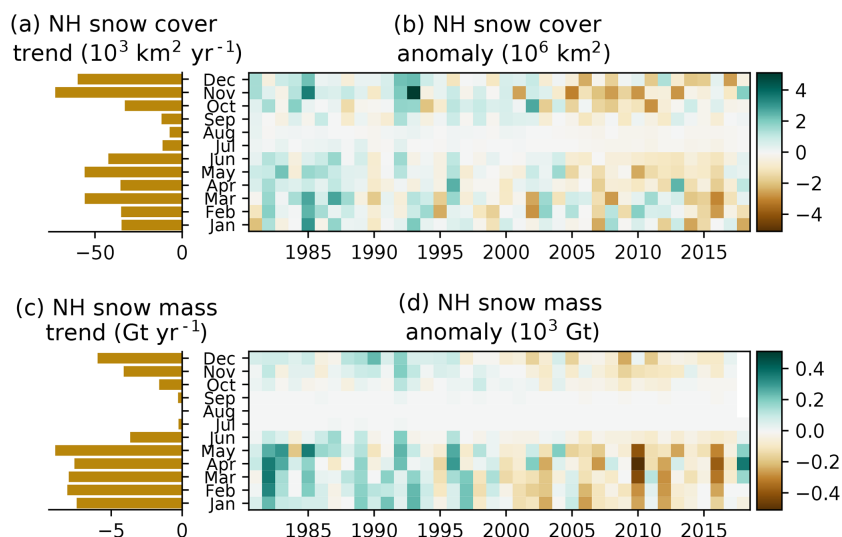 (a) NH snow cover
trend (10³ km² yr⁻¹)
(b) NH snow cover
anomaly (10⁶ km²)
Dec
Nov
Oct
Sep
Aug
Jul
Jun
May
Apr
Mar
Feb
Jan
−50 0
1985 1990 1995 2000 2005 2010 2015
4
2
0
−2
−4
(c) NH snow mass
trend (Gt yr⁻¹)
(d) NH snow mass
anomaly (10³ Gt)
Dec
Nov
Oct
Sep
Aug
Jul
Jun
May
Apr
Mar
Feb
Jan
−5 0
1985 1990 1995 2000 2005 2010 2015
0.4
0.2
0.0
−0.2
−0.4